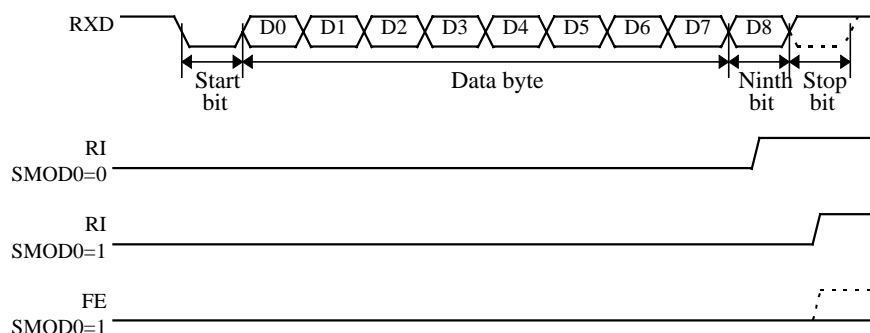 RXD D0 D1 D2 D3 D4 D5 D6 D7 D8
Start Data byte Ninth Stop
bit bit bit
RI
SMOD0=0
RI
SMOD0=1
FE
SMOD0=1